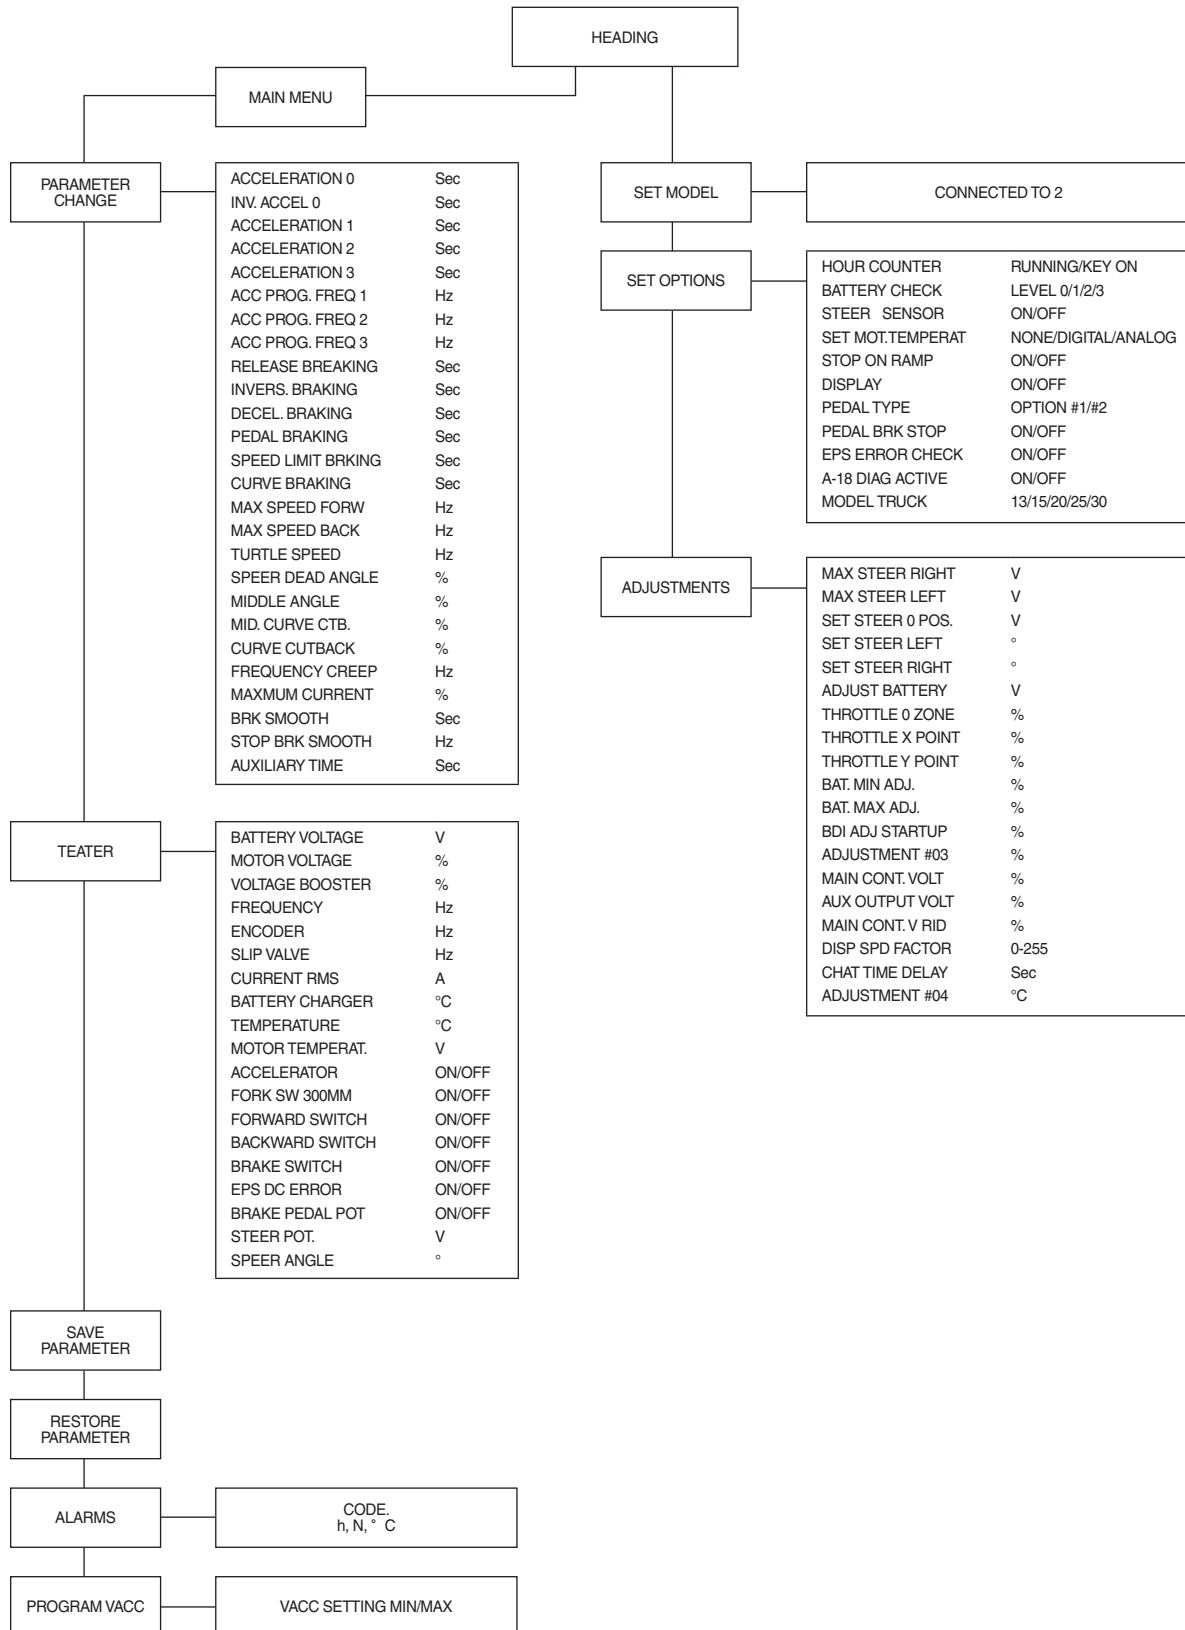 HEADING
MAIN MENU
PARAMETER
CHANGE
ACCELERATION 0 Sec
INV. ACCEL 0 Sec
ACCELERATION 1 Sec
ACCELERATION 2 Sec
ACCELERATION 3 Sec
ACC PROG. FREQ 1 Hz
ACC PROG. FREQ 2 Hz
ACC PROG. FREQ 3 Hz
RELEASE BREAKING Sec
INVERS. BRAKING Sec
DECEL. BRAKING Sec
PEDAL BRAKING Sec
SPEED LIMIT BRKING Sec
CURVE BRAKING Sec
MAX SPEED FORW Hz
MAX SPEED BACK Hz
TURTLE SPEED Hz
SPEER DEAD ANGLE %
MIDDLE ANGLE %
MID. CURVE CTB. %
CURVE CUTBACK %
FREQUENCY CREEP Hz
MAXMUM CURRENT %
BRK SMOOTH Sec
STOP BRK SMOOTH Hz
AUXILIARY TIME Sec
TEATER
BATTERY VOLTAGE V
MOTOR VOLTAGE %
VOLTAGE BOOSTER %
FREQUENCY Hz
ENCODER Hz
SLIP VALVE Hz
CURRENT RMS A
BATTERY CHARGER °C
TEMPERATURE °C
MOTOR TEMPERAT. V
ACCELERATOR ON/OFF
FORK SW 300MM ON/OFF
FORWARD SWITCH ON/OFF
BACKWARD SWITCH ON/OFF
BRAKE SWITCH ON/OFF
EPS DC ERROR ON/OFF
BRAKE PEDAL POT ON/OFF
STEER POT. V
SPEER ANGLE °
SAVE
PARAMETER
RESTORE
PARAMETER
ALARMS
CODE.
h, N, ° C
PROGRAM VACC
VACC SETTING MIN/MAX
SET MODEL
CONNECTED TO 2
SET OPTIONS
HOUR COUNTER RUNNING/KEY ON
BATTERY CHECK LEVEL 0/1/2/3
STEER SENSOR ON/OFF
SET MOT.TEMPERAT NONE/DIGITAL/ANALOG
STOP ON RAMP ON/OFF
DISPLAY ON/OFF
PEDAL TYPE OPTION #1/#2
PEDAL BRK STOP ON/OFF
EPS ERROR CHECK ON/OFF
A-18 DIAG ACTIVE ON/OFF
MODEL TRUCK 13/15/20/25/30
ADJUSTMENTS
MAX STEER RIGHT V
MAX STEER LEFT V
SET STEER 0 POS. V
SET STEER LEFT °
SET STEER RIGHT °
ADJUST BATTERY V
THROTTLE 0 ZONE %
THROTTLE X POINT %
THROTTLE Y POINT %
BAT. MIN ADJ. %
BAT. MAX ADJ. %
BDI ADJ STARTUP %
ADJUSTMENT #03 %
MAIN CONT. VOLT %
AUX OUTPUT VOLT %
MAIN CONT. V RID %
DISP SPD FACTOR 0-255
CHAT TIME DELAY Sec
ADJUSTMENT #04 °C